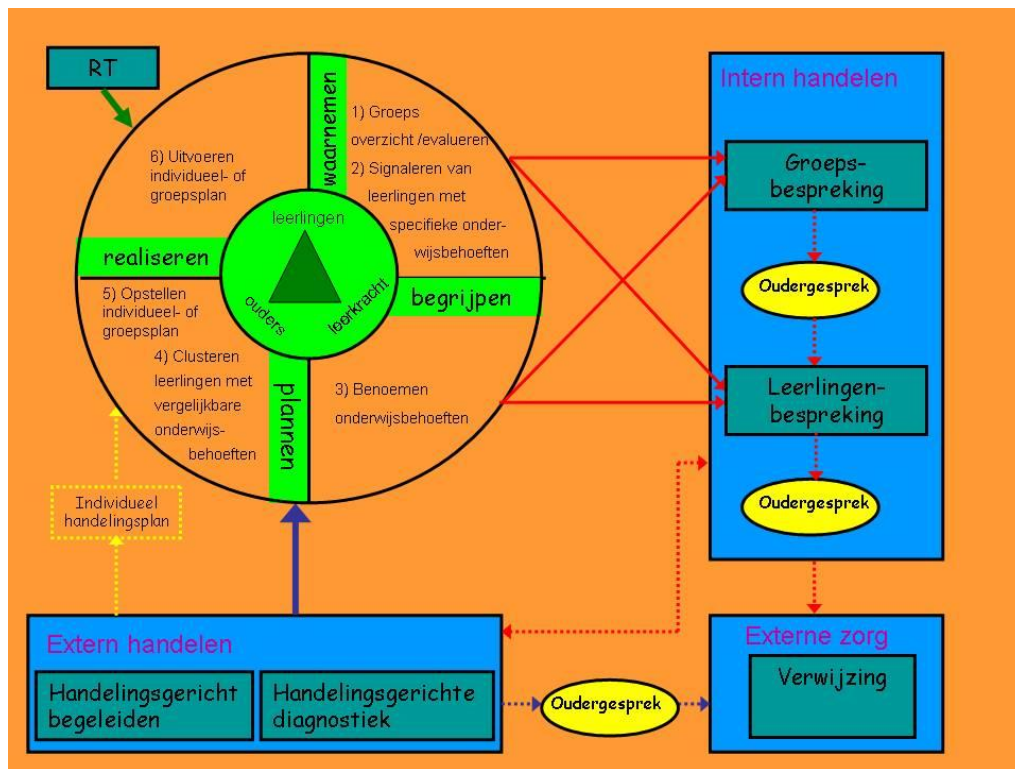 RT
waarnemen
1) Groeps
overzicht /evalueren
2) Signaleren van
leerlingen met
specifieke onder-
wijsbehoeften
begrijpen
3) Benoemen
onderwijsbehoeften
plannen
4) Clusteren
leerlingen met
vergelijkbare
onderwijs-
behoeften
5) Opstellen
individueel- of
groepsplan
realiseren
6) Uitvoeren
individueel- of
groepsplan
leerlingen
ouders
leerkracht
Individueel
handelingsplan
Intern handelen
Groeps-
bespreking
Oudergesprek
Leerlingen-
bespreking
Oudergesprek
Extern handelen
Handelingsgericht
begeleiden
Handelingsgerichte
diagnostiek
Oudergesprek
Externe zorg
Verwijzing